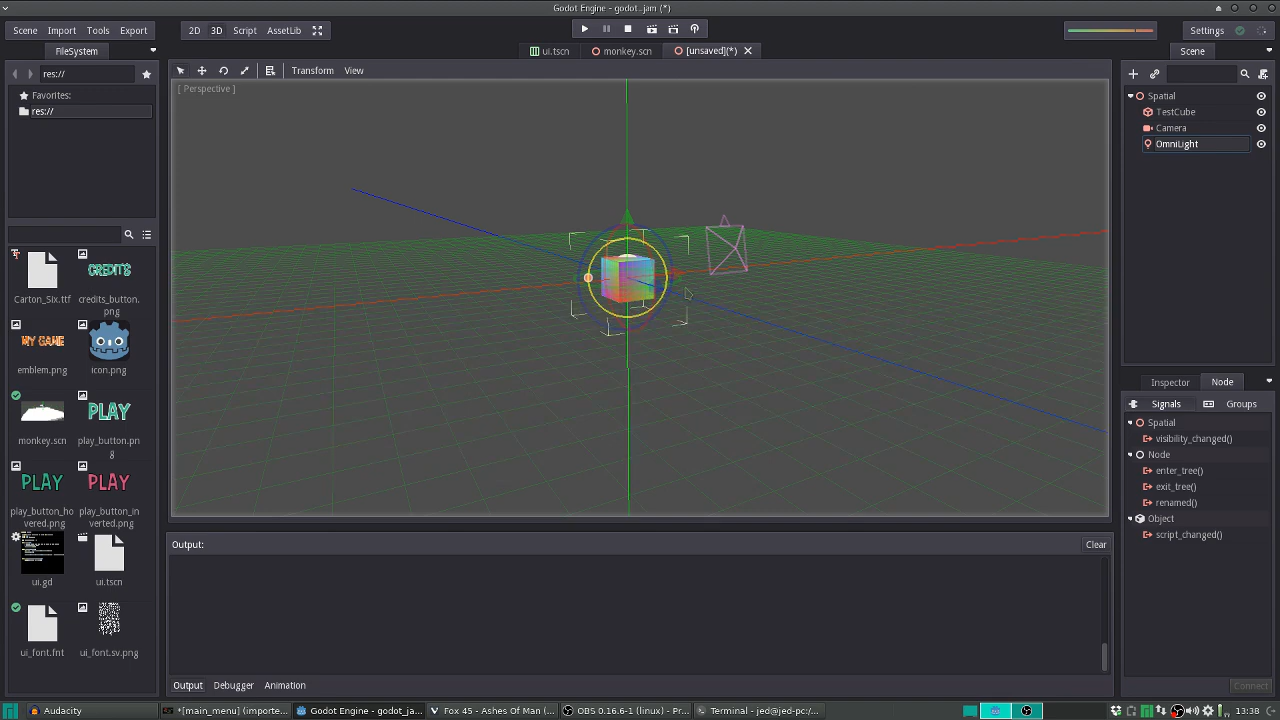 Godot Engine - godot_jam (*)
Scene Import Tools Export
2D 3D Script AssetLib
Settings
FileSystem
ui.tscn
monkey.scn
[unsaved](*)
Scene
res://
Transform View
Favorites:
res://
[ Perspective ]
Spatial
TestCube
Camera
OmniLight
Carton_Six.ttf
CREDITS
credits_button.
png
MY GAME
emblem.png
icon.png
monkey.scn
PLAY
play_button.pn
g
PLAY
play_button_ho
vered.png
PLAY
play_button_in
verted.png
ui.gd
ui.tscn
ui_font.fnt
ui_font.sv.png
Inspector Node
Signals Groups
Spatial
visibility_changed()
Node
enter_tree()
exit_tree()
renamed()
Object
script_changed()
Connect
Output:
Clear
Output Debugger Animation
Audacity
*[main_menu] (importe...
Godot Engine - godot_ja...
Fox 45 - Ashes Of Man (...
OBS 0.16.6-1 (linux) - Pr...
Terminal - jed@jed-pc:/...
13:38